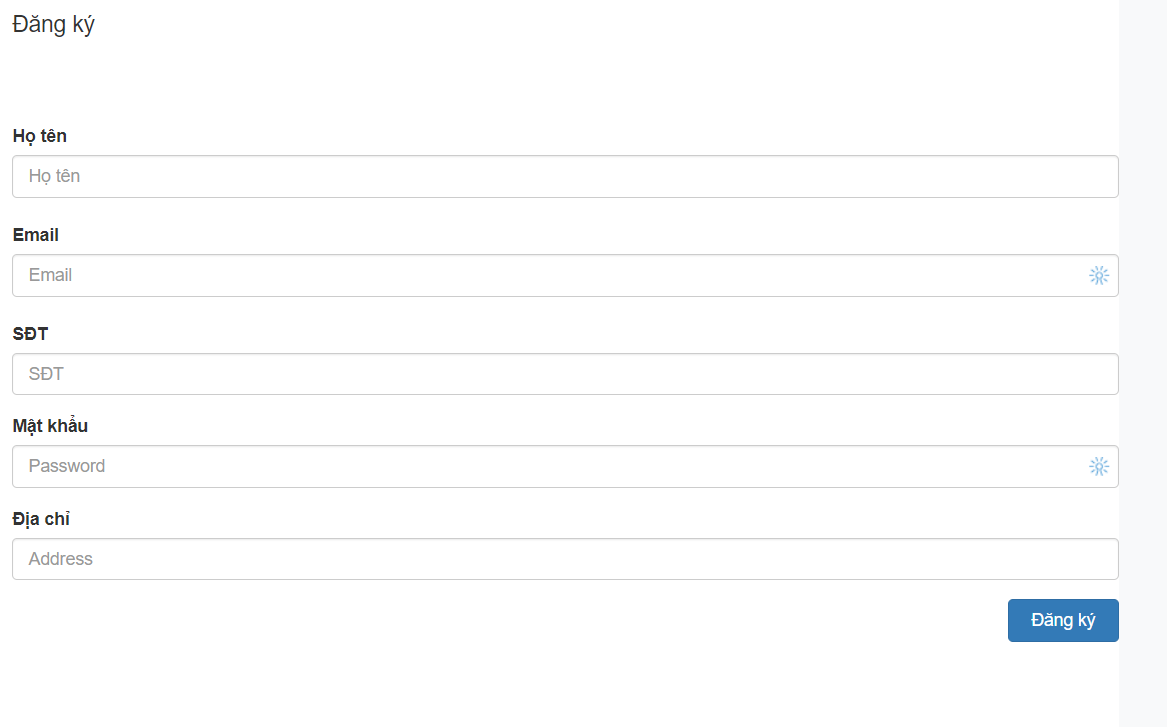 Đăng ký
Họ tên
Họ tên
Email
Email
SĐT
SĐT
Mật khẩu
Password
Địa chỉ
Address
Đăng ký